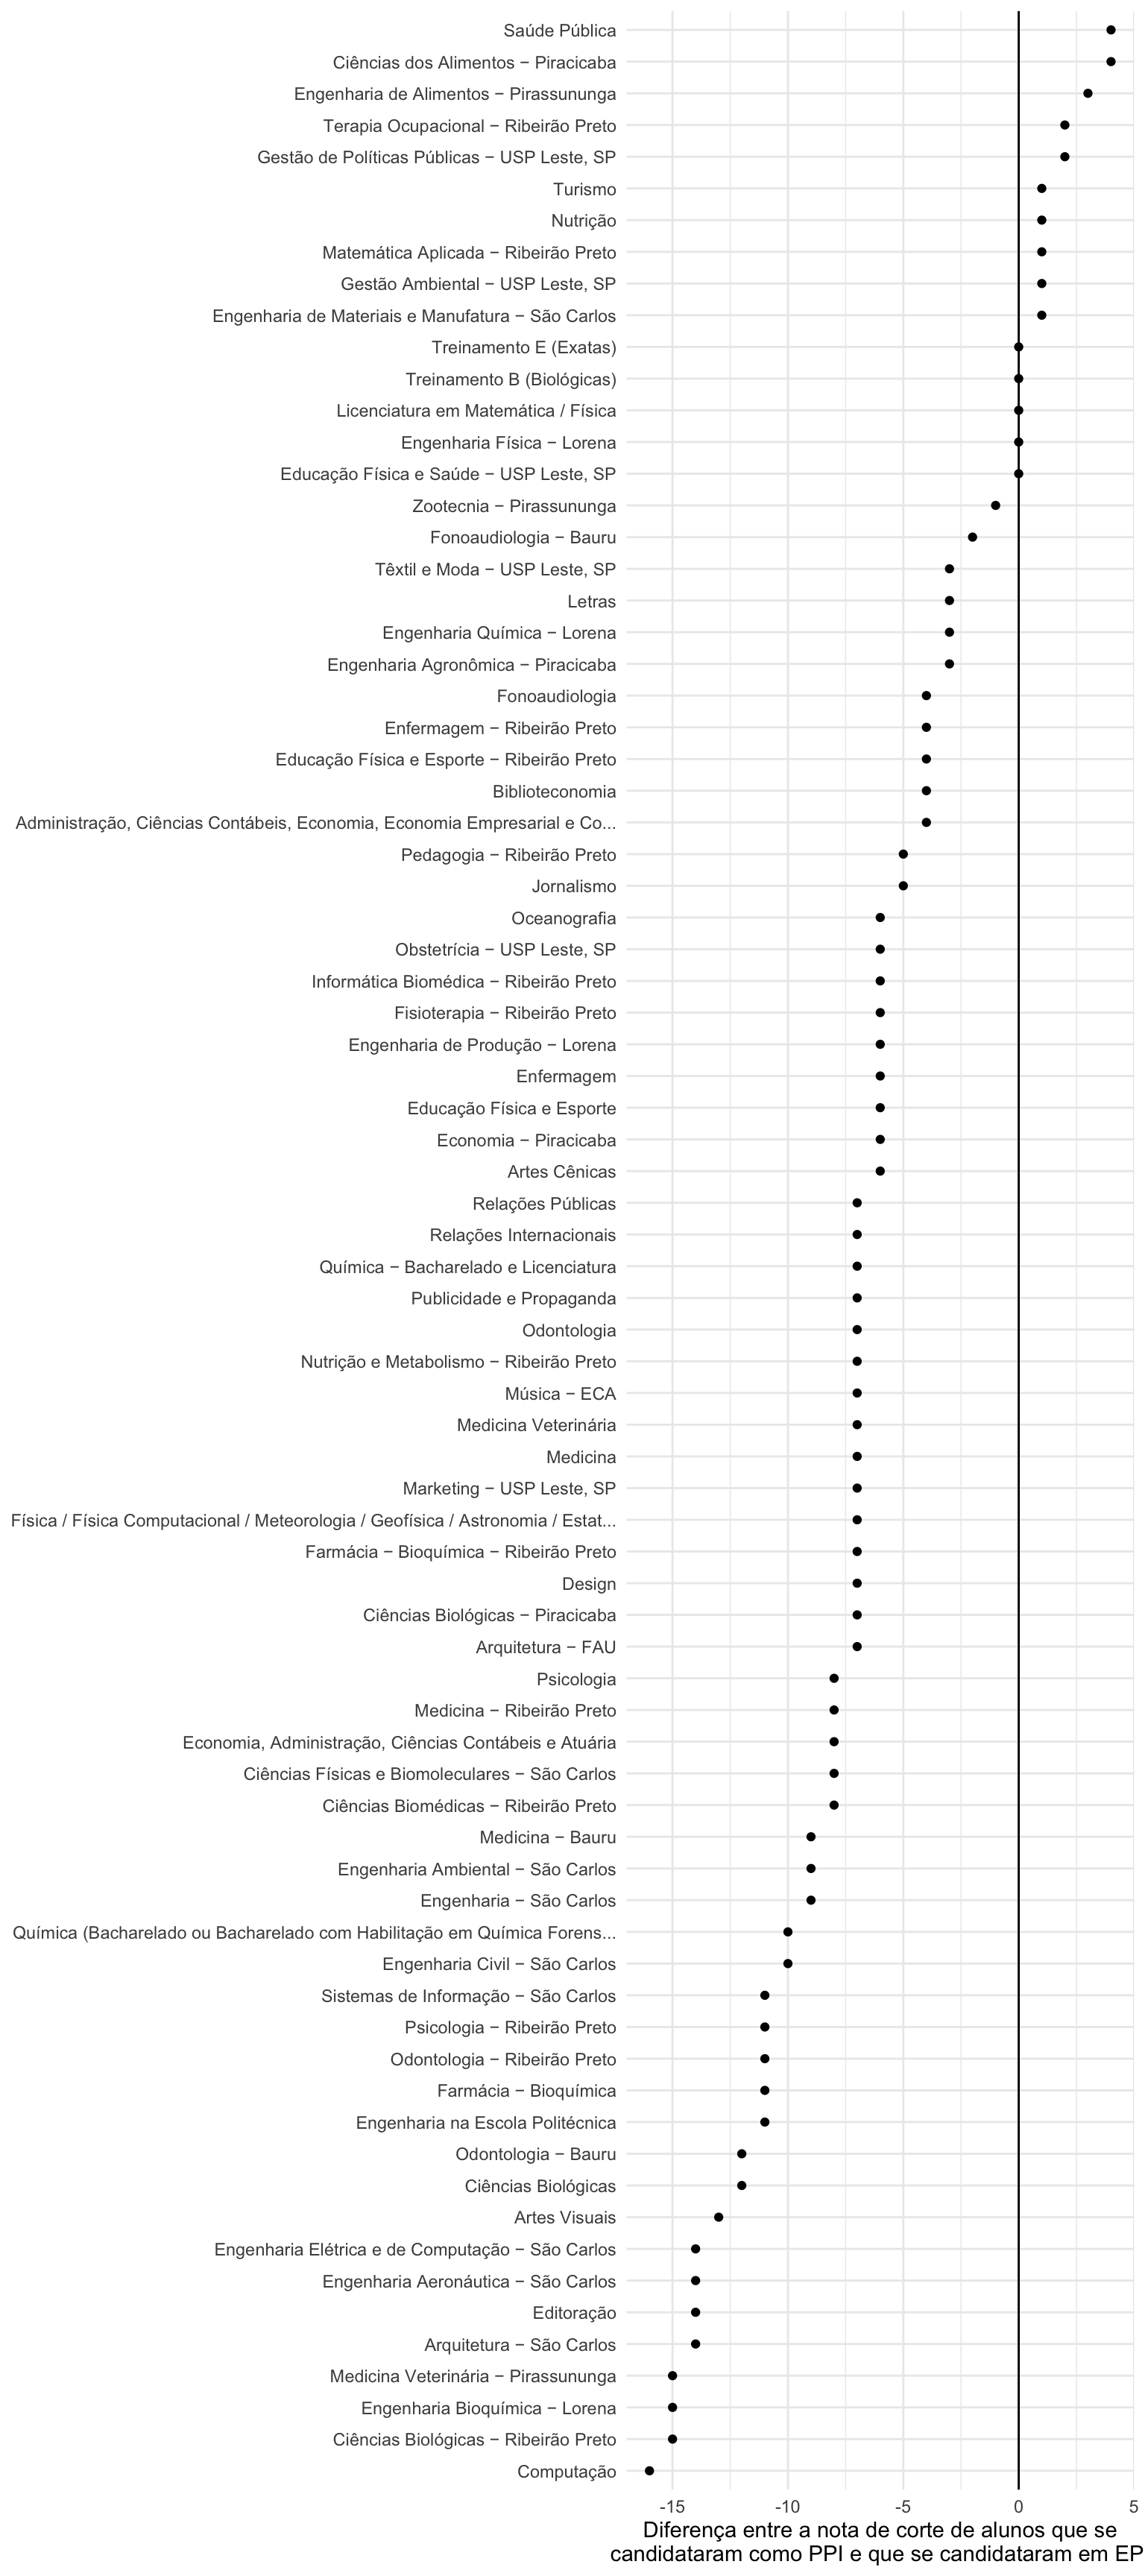 Saúde Pública
Ciências dos Alimentos − Piracicaba
Engenharia de Alimentos − Pirassununga
Terapia Ocupacional − Ribeirão Preto
Gestão de Políticas Públicas − USP Leste, SP
Turismo
Nutrição
Matemática Aplicada − Ribeirão Preto
Gestão Ambiental − USP Leste, SP
Engenharia de Materiais e Manufatura − São Carlos
Treinamento E (Exatas)
Treinamento B (Biológicas)
Licenciatura em Matemática / Física
Engenharia Física − Lorena
Educação Física e Saúde − USP Leste, SP
Zootecnia − Pirassununga
Fonoaudiologia − Bauru
Têxtil e Moda − USP Leste, SP
Letras
Engenharia Química − Lorena
Engenharia Agronômica − Piracicaba
Fonoaudiologia
Enfermagem − Ribeirão Preto
Educação Física e Esporte − Ribeirão Preto
Biblioteconomia
Administração, Ciências Contábeis, Economia, Economia Empresarial e Co...
Pedagogia − Ribeirão Preto
Jornalismo
Oceanografia
Obstetrícia − USP Leste, SP
Informática Biomédica − Ribeirão Preto
Fisioterapia − Ribeirão Preto
Engenharia de Produção − Lorena
Enfermagem
Educação Física e Esporte
Economia − Piracicaba
Artes Cênicas
Relações Públicas
Relações Internacionais
Química − Bacharelado e Licenciatura
Publicidade e Propaganda
Odontologia
Nutrição e Metabolismo − Ribeirão Preto
Música − ECA
Medicina Veterinária
Medicina
Marketing − USP Leste, SP
Física / Física Computacional / Meteorologia / Geofísica / Astronomia / Estat...
Farmácia − Bioquímica − Ribeirão Preto
Design
Ciências Biológicas − Piracicaba
Arquitetura − FAU
Psicologia
Medicina − Ribeirão Preto
Economia, Administração, Ciências Contábeis e Atuária
Ciências Físicas e Biomoleculares − São Carlos
Ciências Biomédicas − Ribeirão Preto
Medicina − Bauru
Engenharia Ambiental − São Carlos
Engenharia − São Carlos
Química (Bacharelado ou Bacharelado com Habilitação em Química Forens...
Engenharia Civil − São Carlos
Sistemas de Informação − São Carlos
Psicologia − Ribeirão Preto
Odontologia − Ribeirão Preto
Farmácia − Bioquímica
Engenharia na Escola Politécnica
Odontologia − Bauru
Ciências Biológicas
Artes Visuais
Engenharia Elétrica e de Computação − São Carlos
Engenharia Aeronáutica − São Carlos
Editoração
Arquitetura − São Carlos
Medicina Veterinária − Pirassununga
Engenharia Bioquímica − Lorena
Ciências Biológicas − Ribeirão Preto
Computação
-15 -10 -5 0 5
Diferença entre a nota de corte de alunos que se
candidataram como PPI e que se candidataram em EP